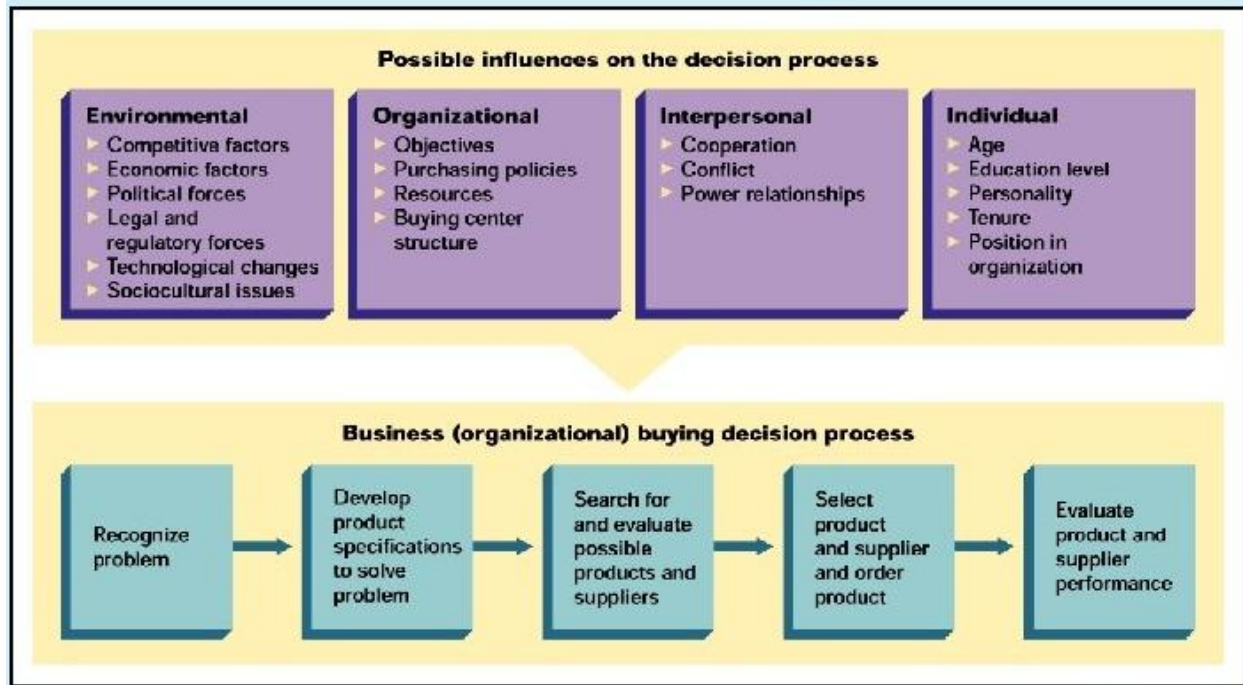 Possible influences on the decision process
Environmental
Competitive factors
Economic factors
Political forces
Legal and
regulatory forces
Technological changes
Sociocultural issues
Organizational
Objectives
Purchasing policies
Resources
Buying center
structure
Interpersonal
Cooperation
Conflict
Power relationships
Individual
Age
Education level
Personality
Tenure
Position in
organization
Business (organizational) buying decision process
Recognize
problem
Develop
product
specifications
to solve
problem
Search for
and evaluate
possible
products and
suppliers
Select
product
and supplier
and order
product
Evaluate
product and
supplier
performance